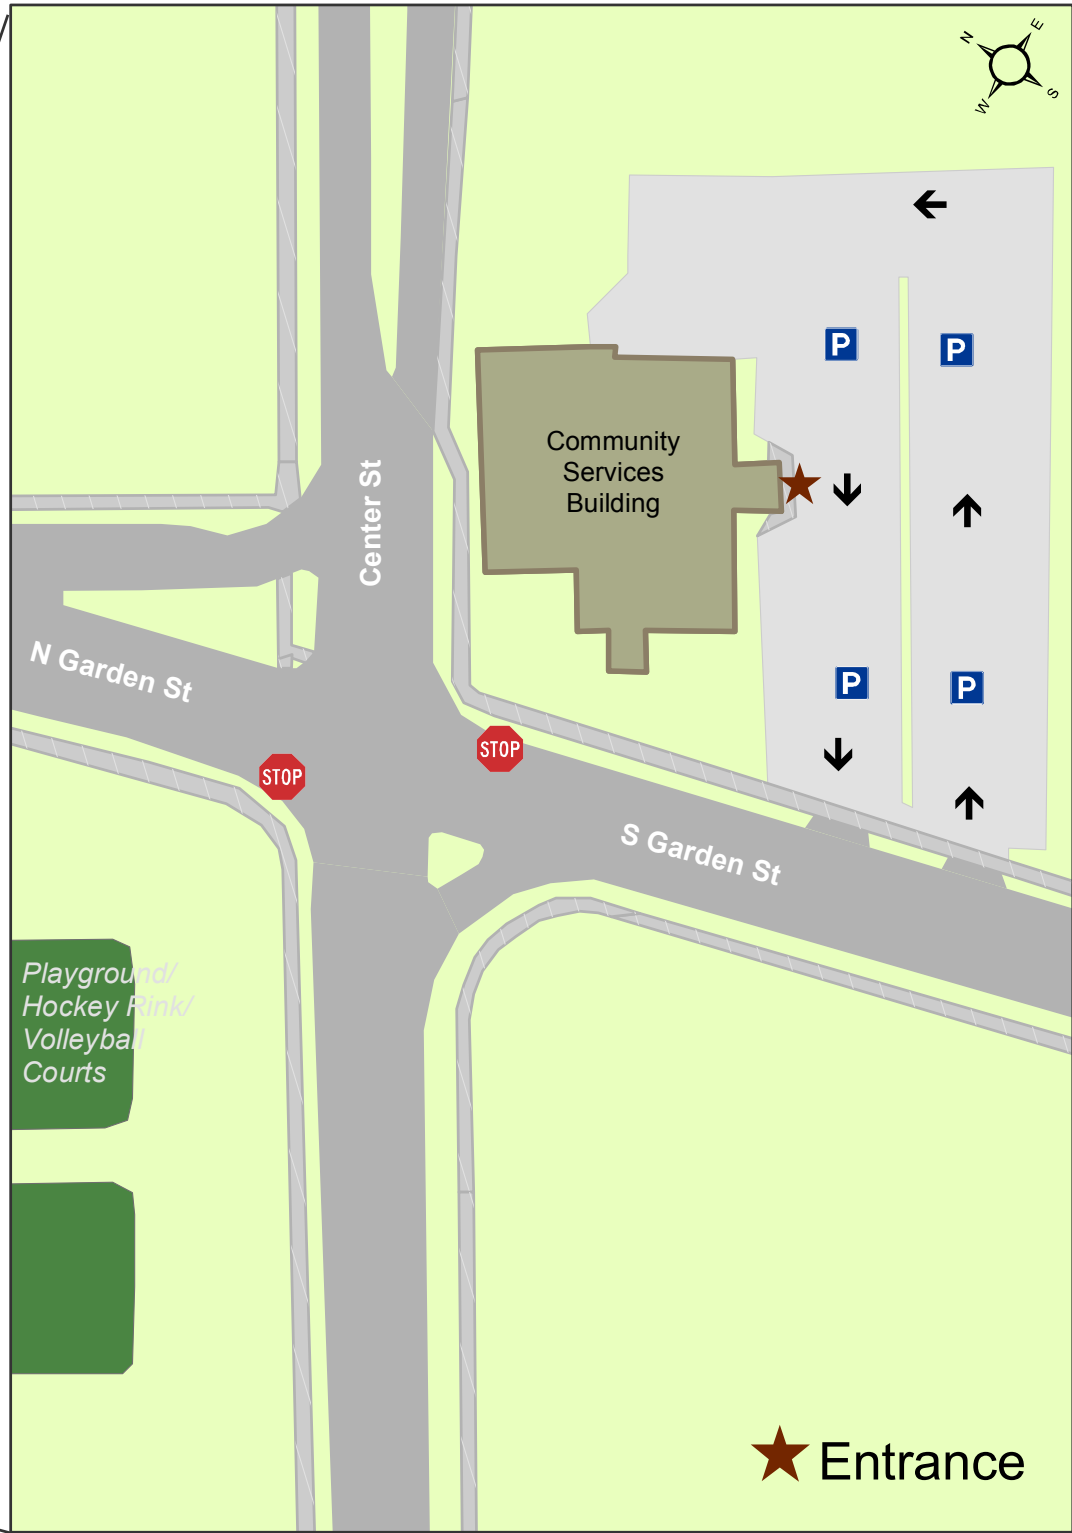 N
E
W
S
P
P
Community
Services
Building
Center St
N Garden St
P
P
STOP
STOP
S Garden St
Playground/
Hockey Rink/
Volleyball
Courts
Entrance